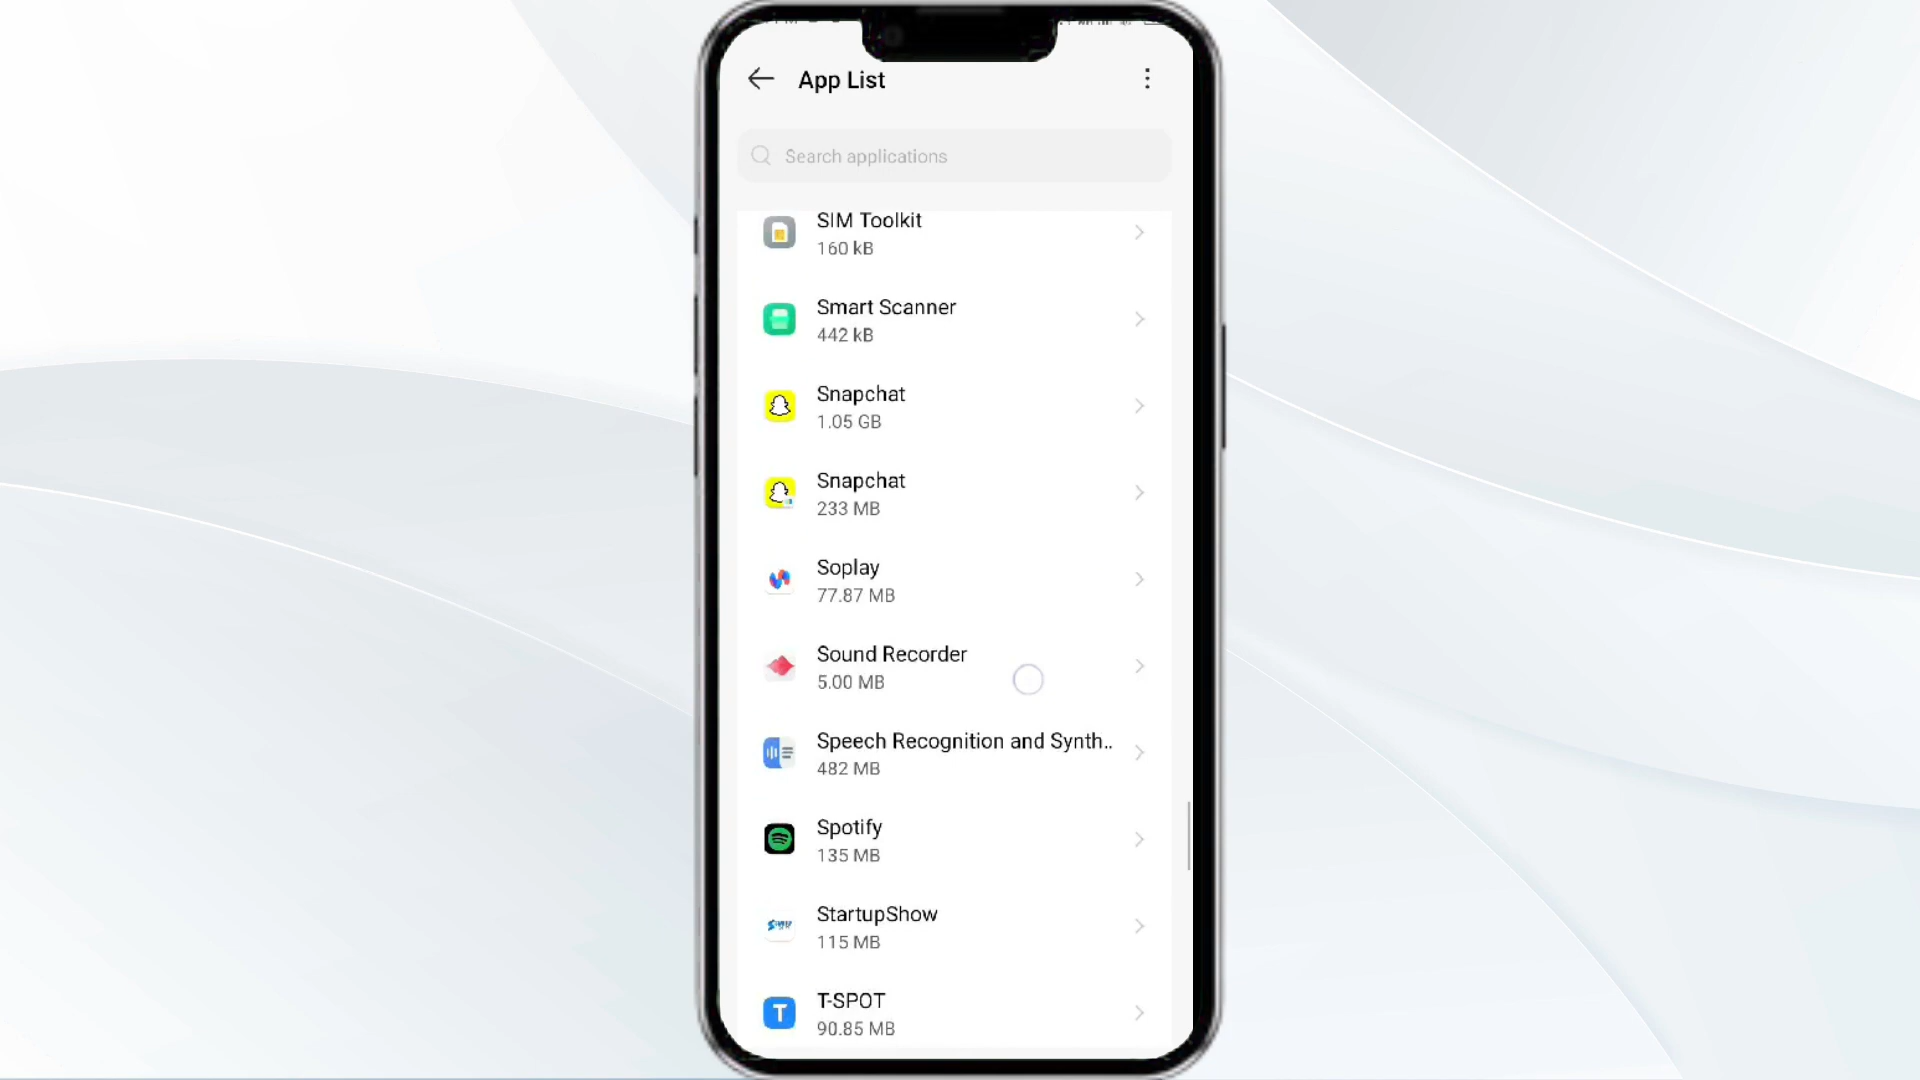 App List
Search applications
SIM Toolkit
160 kB
Smart Scanner
442 kB
Snapchat
1.05 GB
Snapchat
233 MB
Soplay
77.87 MB
Sound Recorder
5.00 MB
Speech Recognition and Synth..
482 MB
Spotify
135 MB
StartupShow
115 MB
T
T-SPOT
90.85 MB